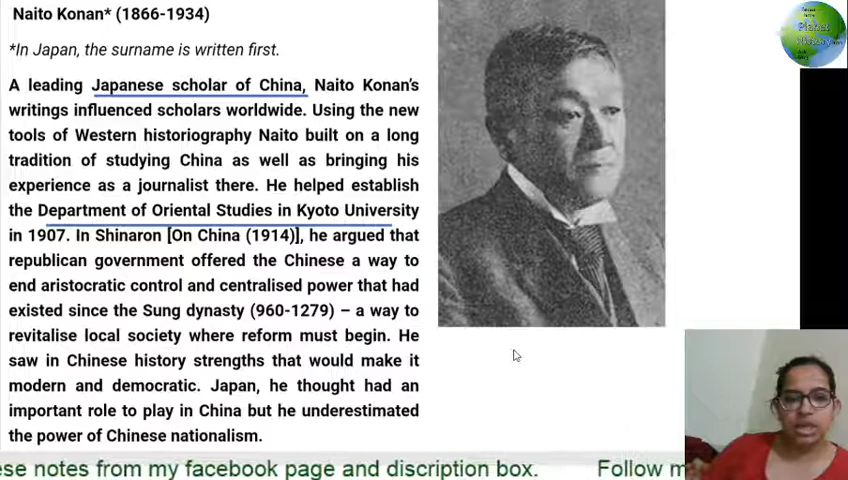 Naito Konan* (1866-1934)
*In Japan, the surname is written first.
A leading Japanese scholar of China, Naito Konan's
writings influenced scholars worldwide. Using the new
tools of Western historiography Naito built on a long
tradition of studying China as well as bringing his
experience as a journalist there. He helped establish
the Department of Oriental Studies in Kyoto University
in 1907. In Shinaron [On China (1914)], he argued that
republican government offered the Chinese a way to
end aristocratic control and centralised power that had
existed since the Sung dynasty (960-1279) – a way to
revitalise local society where reform must begin. He
saw in Chinese history strengths that would make it
modern and democratic. Japan, he thought had an
important role to play in China but he underestimated
the power of Chinese nationalism.
ese notes from my facebook page and discription box. Follow m